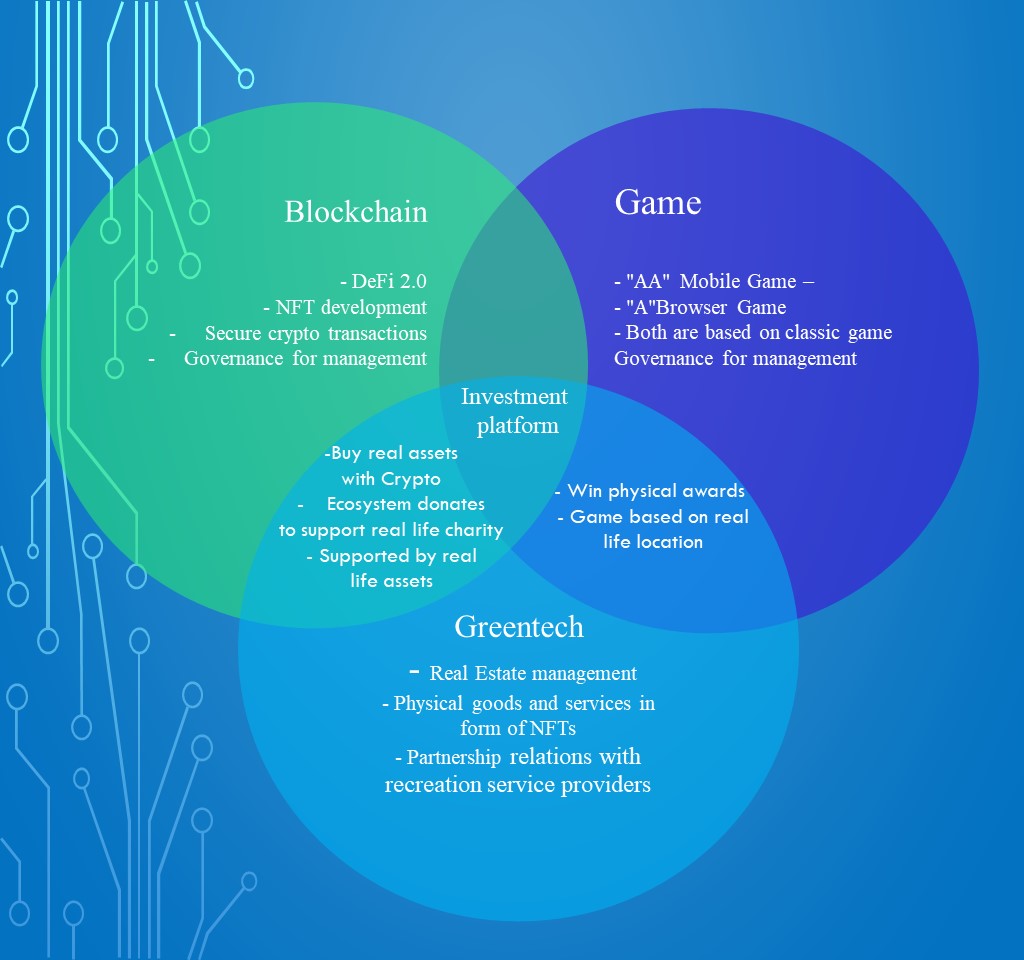 Blockchain
- DeFi 2.0
- NFT development
- Secure crypto transactions
- Governance for management
Game
- "AA" Mobile Game –
- "A"Browser Game
- Both are based on classic game
Governance for management
Investment
platform
-Buy real assets
with Crypto
- Ecosystem donates
to support real life charity
- Supported by real
life assets
- Win physical awards
- Game based on real
life location
Greentech
- Real Estate management
- Physical goods and services in
form of NFTs
- Partnership relations with
recreation service providers